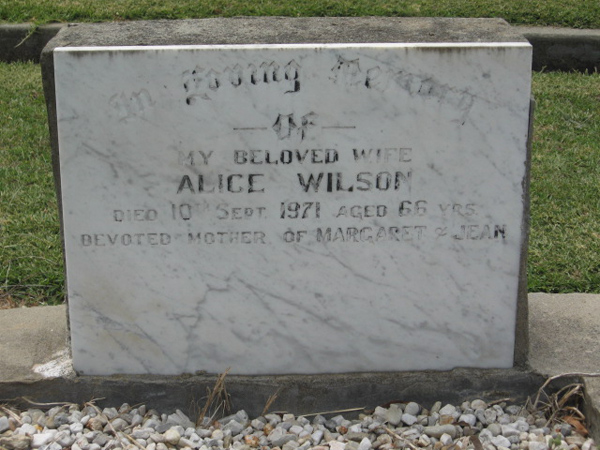 In Loving Memory
— OF —
MY BELOVED WIFE
ALICE WILSON
DIED 10TH SEPT. 1971 AGED 66 YRS.
DEVOTED MOTHER OF MARGARET & JEAN